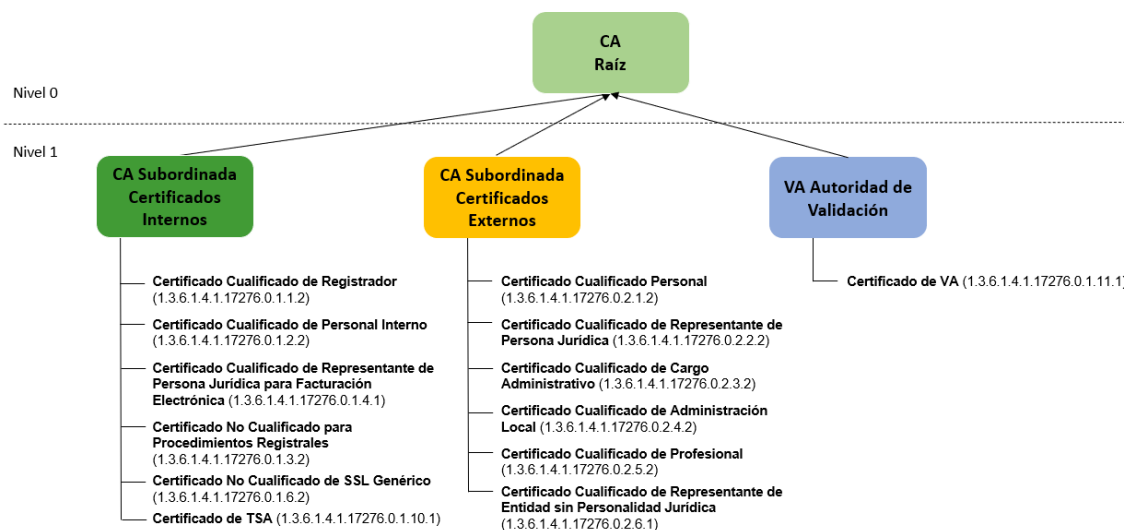 CA
Raíz
Nivel 0
Nivel 1
CA Subordinada
Certificados
Internos
CA Subordinada
Certificados
Externos
VA Autoridad de
Validación
Certificado Cualificado de Registrador
(1.3.6.1.4.1.17276.0.1.1.2)
Certificado Cualificado de Personal Interno
(1.3.6.1.4.1.17276.0.1.2.2)
Certificado Cualificado de Representante de
Persona Jurídica para Facturación
Electrónica (1.3.6.1.4.1.17276.0.1.4.1)
Certificado No Cualificado para
Procedimientos Registrales
(1.3.6.1.4.1.17276.0.1.3.2)
Certificado No Cualificado de SSL Genérico
(1.3.6.1.4.1.17276.0.1.6.2)
Certificado de TSA (1.3.6.1.4.1.17276.0.1.10.1)
Certificado Cualificado Personal
(1.3.6.1.4.1.17276.0.2.1.2)
Certificado Cualificado de Representante de
Persona Jurídica (1.3.6.1.4.1.17276.0.2.2.2)
Certificado Cualificado de Cargo
Administrativo (1.3.6.1.4.1.17276.0.2.3.2)
Certificado Cualificado de Administración
Local (1.3.6.1.4.1.17276.0.2.4.2)
Certificado Cualificado de Profesional
(1.3.6.1.4.1.17276.0.2.5.2)
Certificado Cualificado de Representante de
Entidad sin Personalidad Jurídica
(1.3.6.1.4.1.17276.0.2.6.1)
Certificado de VA (1.3.6.1.4.1.17276.0.1.11.1)